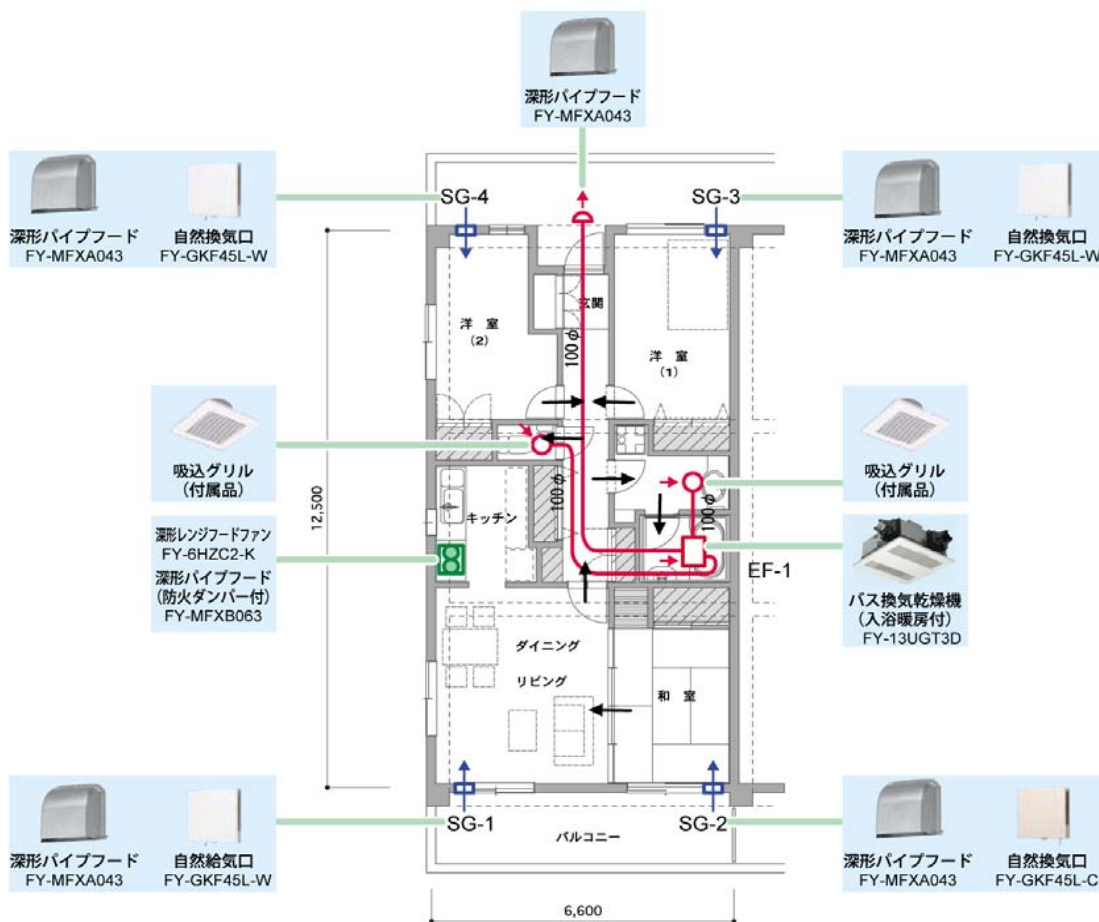 深形パイプフード
FY-MFXA043
深形パイプフード
FY-MFXA043
自然換気口
FY-GKF45L-W
SG-4
SG-3
深形パイプフード
FY-MFXA043
自然換気口
FY-GKF45L-W
玄関
洋室
(2)
100φ
洋室
(1)
吸込グリル
(付属品)
吸込グリル
(付属品)
12,500
キッチン
100φ
100φ
深形レンジフードファン
FY-6HZC2-K
深形パイプフード
(防火ダンパー付)
FY-MFXB063
EF-1
バス換気乾燥機
(入浴暖房付)
FY-13UGT3D
ダイニング
リビング
和室
深形パイプフード
FY-MFXA043
自然給気口
FY-GKF45L-W
SG-1
バルコニー
SG-2
深形パイプフード
FY-MFXA043
自然換気口
FY-GKF45L-C
6,600